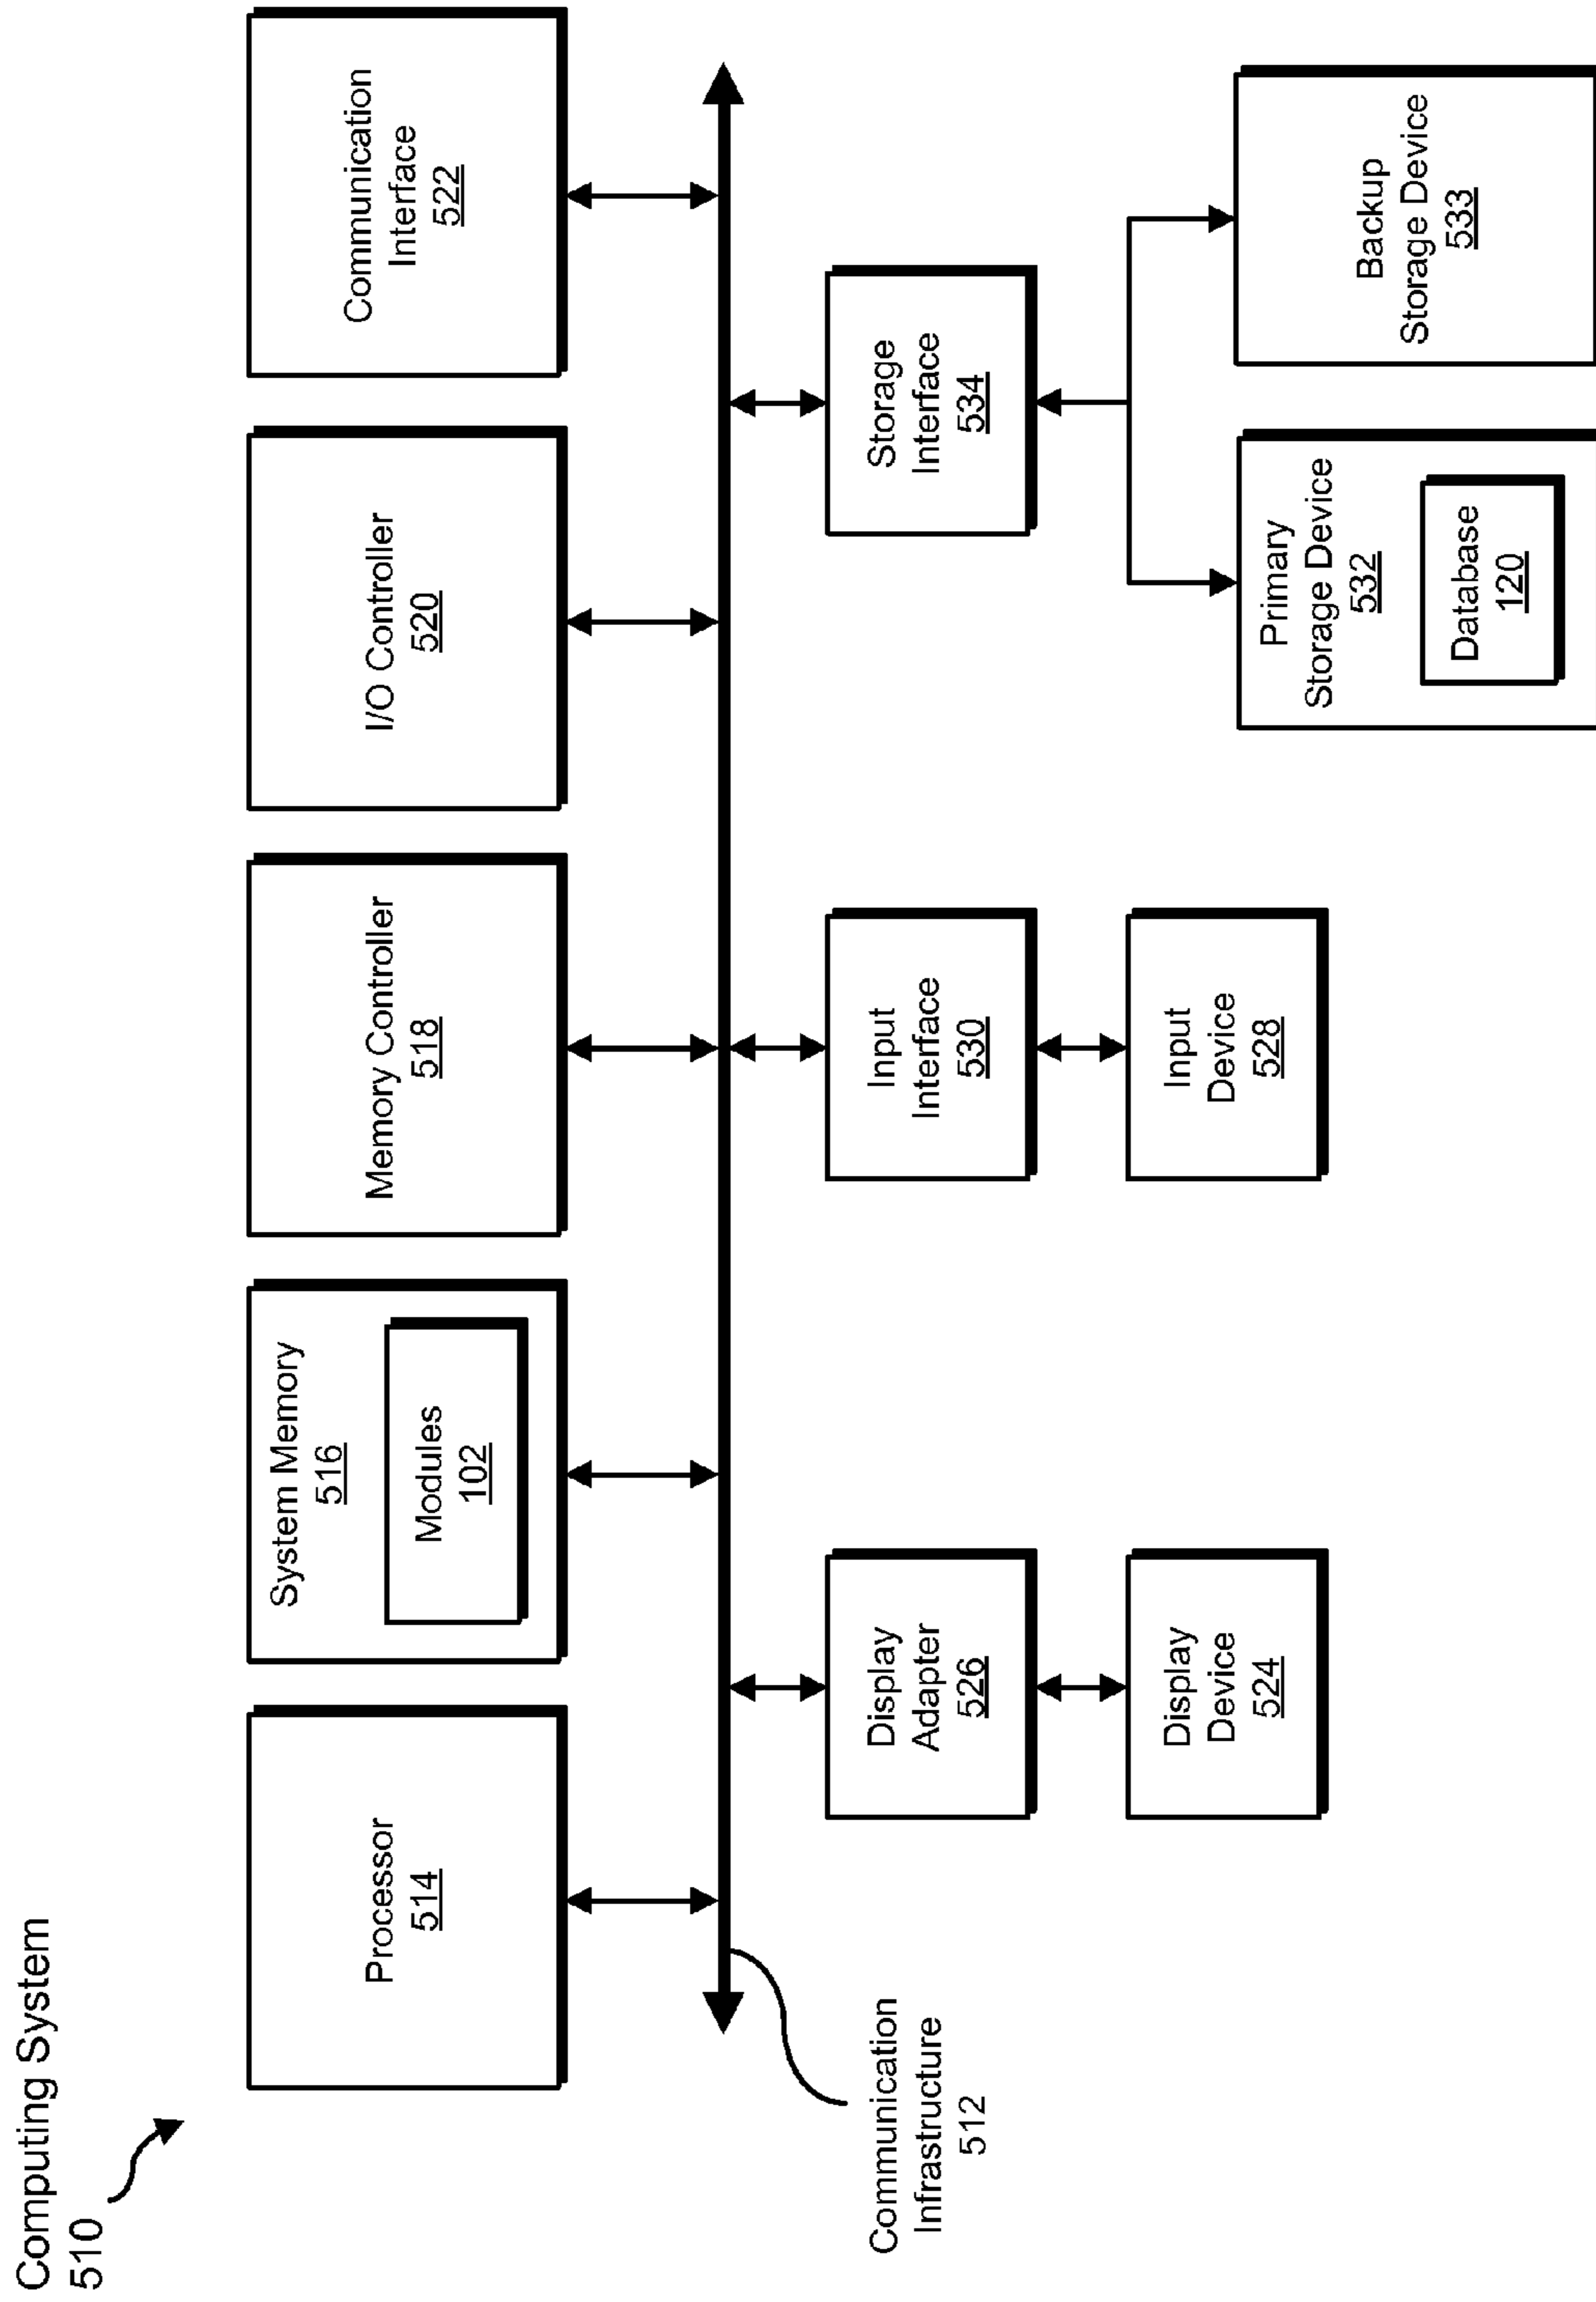 Computing System
510
Processor
514
System Memory
516
Modules
102
Memory Controller
518
I/O Controller
520
Communication
Interface
522
Communication
Infrastructure
512
Display
Adapter
526
Input
Interface
530
Storage
Interface
534
Display
Device
524
Input
Device
528
Primary
Storage Device
532
Database
120
Backup
Storage Device
533